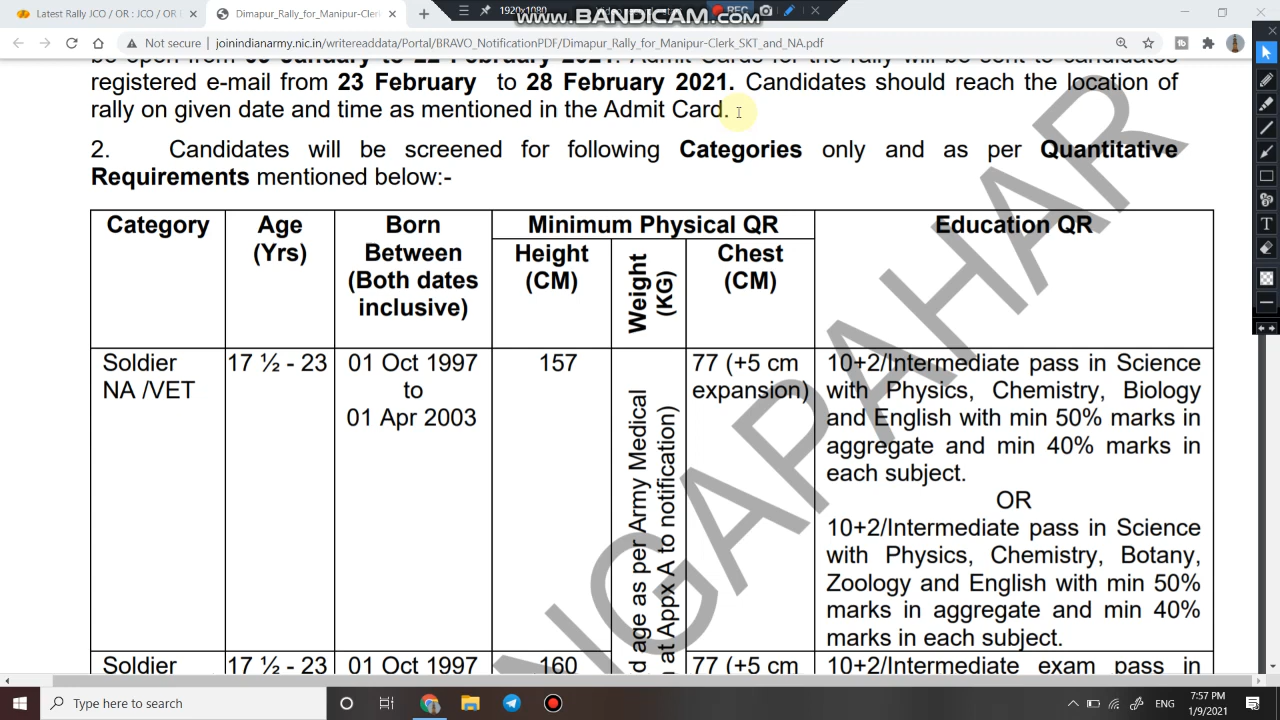 Latest Rally JCO / OR : JCO / OR
Dimapur_Rally_for_Manipur-Clerk
1920x1080
REC
www.BANDICAM.com
Not secure
joinindianarmy.nic.in/writereaddata/Portal/BRAVO_NotificationPDF/Dimapur_Rally_for_Manipur-Clerk_SKT_and_NA.pdf
registered e-mail from 23 February to 28 February 2021. Candidates should reach the location of
rally on given date and time as mentioned in the Admit Card.
2. Candidates will be screened for following Categories only and as per Quantitative
Requirements mentioned below:-
Category
Age
(Yrs)
Born
Between
(Both dates
inclusive)
Minimum Physical QR
Height
(CM)
Weight
(KG)
Chest
(CM)
Education QR
Soldier
NA /VET
17 ½ - 23
01 Oct 1997
to
01 Apr 2003
157
d age as per Army Medical
at Appx A to notification)
77 (+5 cm
expansion)
10+2/Intermediate pass in Science
with Physics, Chemistry, Biology
and English with min 50% marks in
aggregate and min 40% marks in
each subject.
OR
10+2/Intermediate pass in Science
with Physics, Chemistry, Botany,
Zoology and English with min 50%
marks in aggregate and min 40%
marks in each subject.
Soldier
17 ½ - 23
01 Oct 1997
160
77 (+5 cm
10+2/Intermediate exam pass in
NGAPAHAR
Type here to search
ENG
7:57 PM
1/9/2021